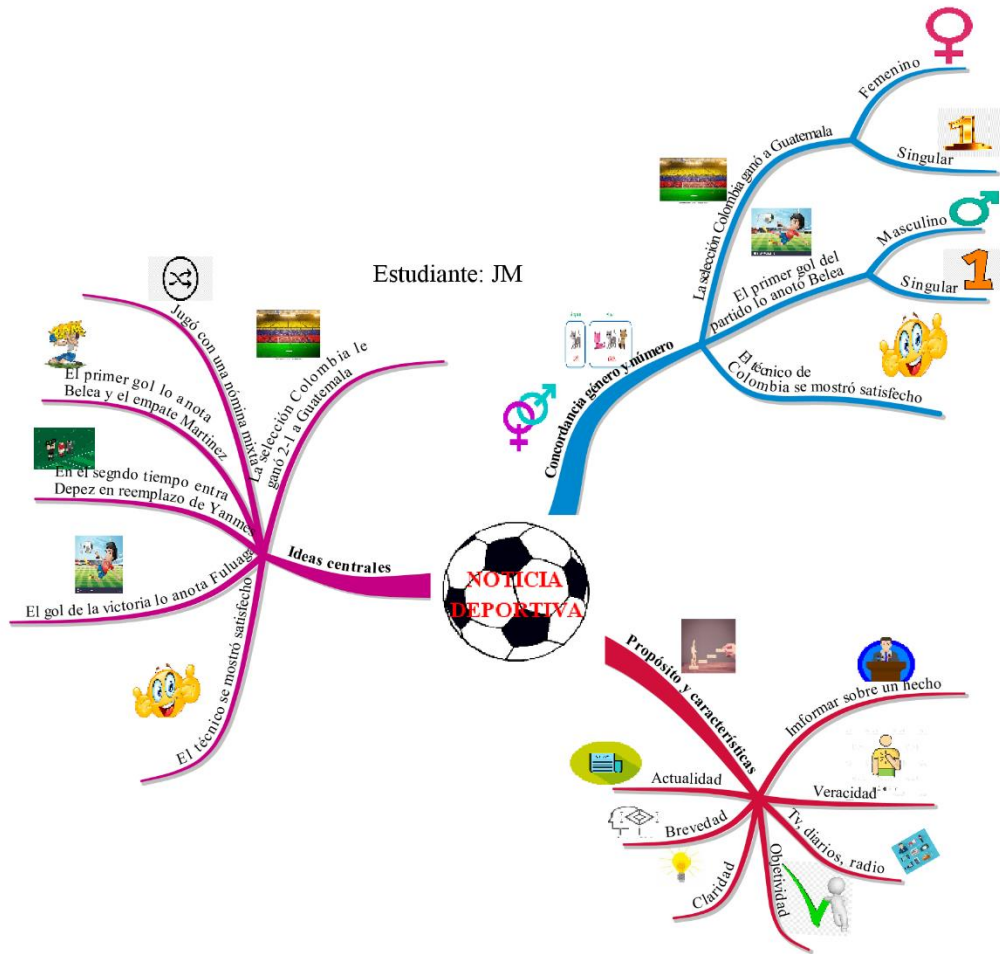 Estudiante: JM
NOTICIA
DEPORTIVA
Concordancia género y número
La selección Colombia ganó a Guatemala
Femenino
Singular
El primer gol del
partido lo anotó Belea
Masculino
Singular
El técnico de
Colombia se mostró satisfecho
Ideas centrales
La selección Colombia le
ganó 2-1 a Guatemala
Jugó con una nómina mixta
El primer gol lo anota
Belea y el empate Martínez
En el segndo tiempo entra
Depez en reemplazo de Yanmes
El gol de la victoria lo anota Fuluaga
El técnico se mostró satisfecho
Propósito y características
Imformar sobre un hecho
Veracidad
Tv, diarios, radio
Objetividad
Claridad
Brevedad
Actualidad